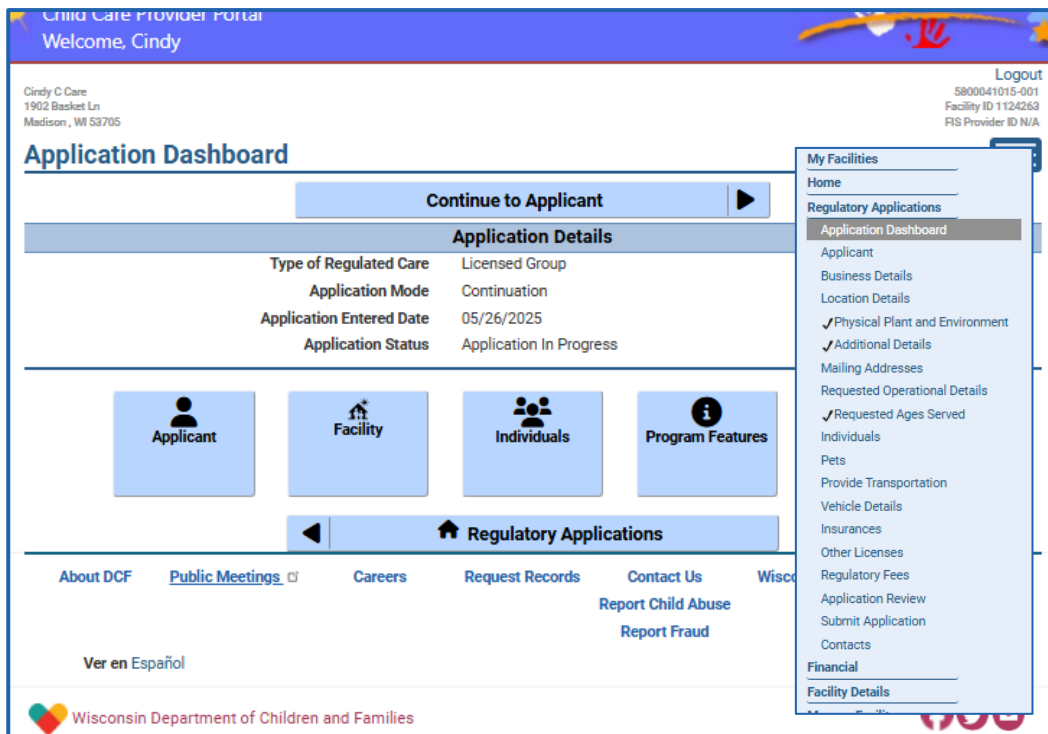 Child Care Provider Portal
Welcome, Cindy
Logout
Cindy C Care
1902 Basket Ln
Madison , WI 53705
5800041015-001
Facility ID 1124263
FIS Provider ID N/A
Application Dashboard
Continue to Applicant
Application Details
Type of Regulated Care Licensed Group
Application Mode Continuation
Application Entered Date 05/26/2025
Application Status Application In Progress
Applicant
Facility
Individuals
Program Features
Regulatory Applications
My Facilities
Home
Regulatory Applications
Application Dashboard
Applicant
Business Details
Location Details
✓Physical Plant and Environment
✓Additional Details
Mailing Addresses
Requested Operational Details
✓Requested Ages Served
Individuals
Pets
Provide Transportation
Vehicle Details
Insurances
Other Licenses
Regulatory Fees
Application Review
Submit Application
Contacts
Financial
Facility Details
About DCF Public Meetings Careers Request Records Contact Us
Report Child Abuse
Report Fraud
Ver en Español
Wisconsin Department of Children and Families